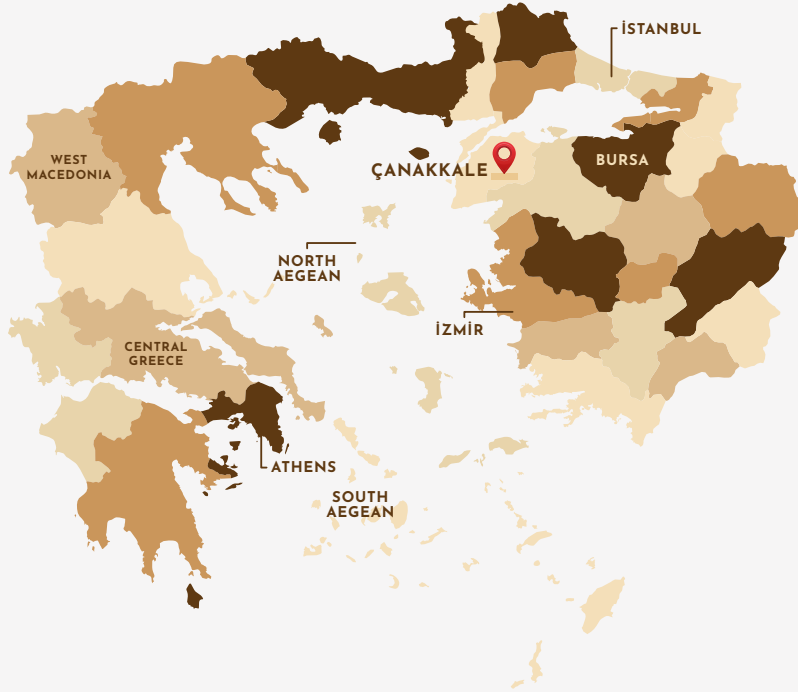 İSTANBUL
WEST
MACEDONIA
BURSA
ÇANAKKALE
NORTH
AEGEAN
İZMİR
CENTRAL
GREECE
ATHENS
SOUTH
AEGEAN